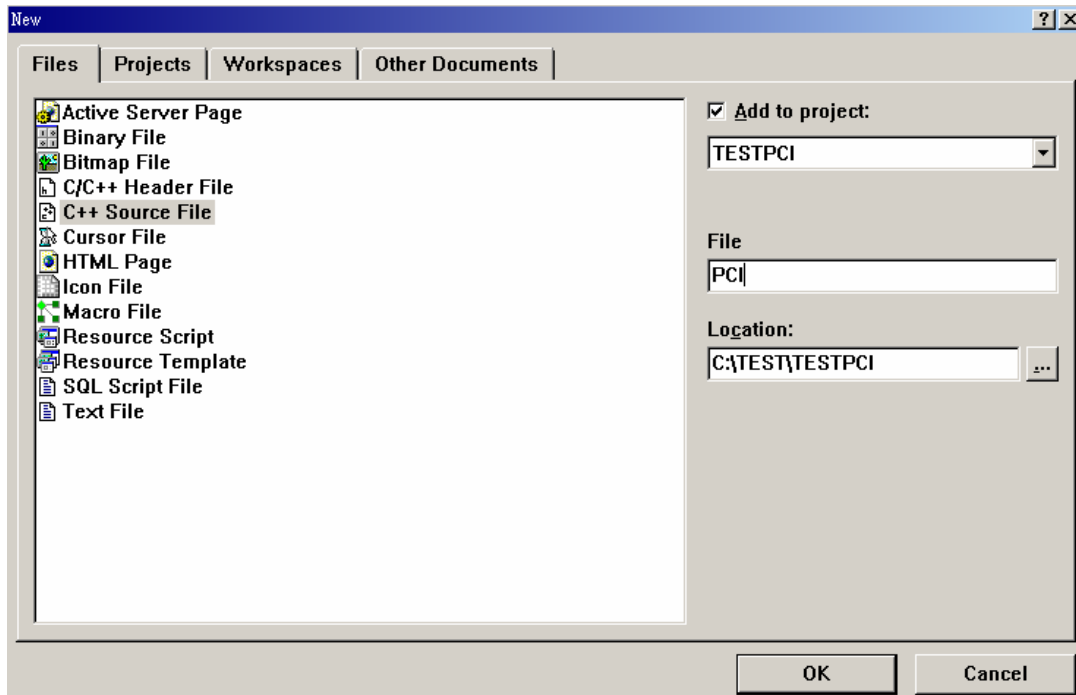 New
Files
Projects
Workspaces
Other Documents
Active Server Page
Binary File
Bitmap File
C/C++ Header File
C++ Source File
Cursor File
HTML Page
Icon File
Macro File
Resource Script
Resource Template
SQL Script File
Text File
Add to project:
TESTPCI
File
PCI
Location:
C:\TEST\TESTPCI
...
OK
Cancel